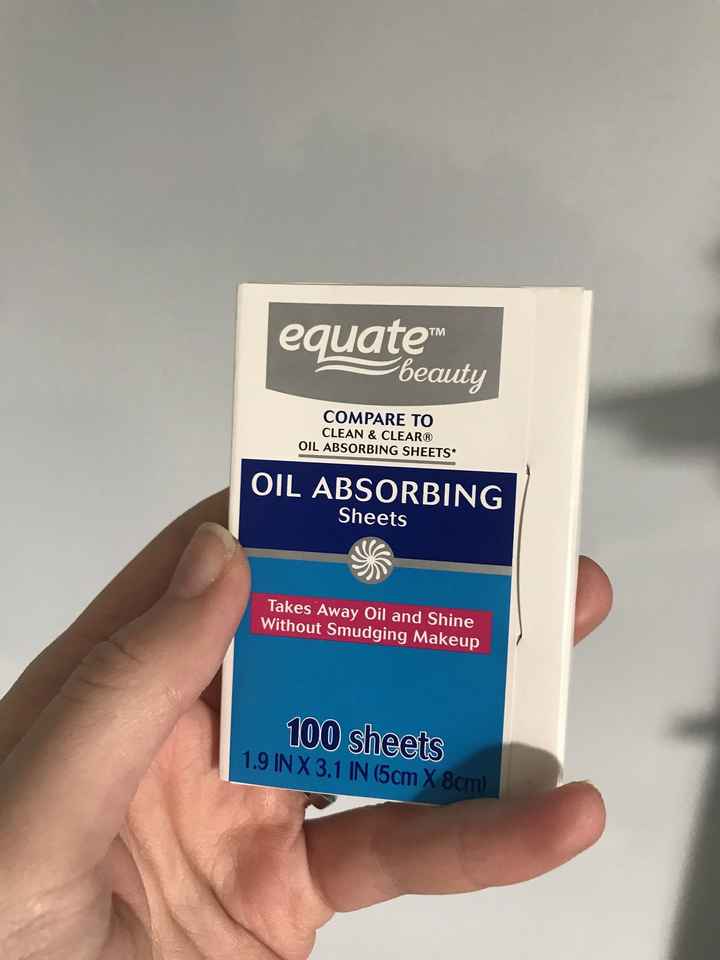 equate™
beauty
COMPARE TO
CLEAN & CLEAR®
OIL ABSORBING SHEETS*
OIL ABSORBING
Sheets
Takes Away Oil and Shine
Without Smudging Makeup
100 sheets
1.9 IN X 3.1 IN (5cm X 8cm)